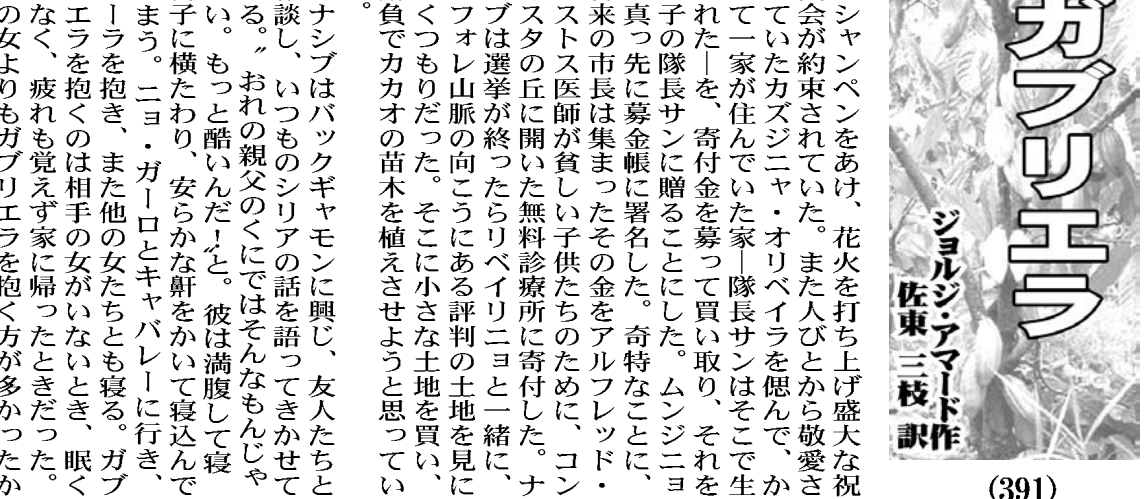 ガブリエラ
ジョルジ・アマード作
佐東 三枝 訳
(391)
シャンペンをあけ、花火を打ち上げ盛大な祝
会が約束されていた。また人びとから敬愛さ
ていたカズジニャ・オリベイラを偲んで、か
て一家が住んでいた家―隊長サンはそこで生
れた―を、寄付金を募って買い取り、それを
子の隊長サンに贈ることにした。ムンジニョ
真っ先に募金帳に署名した。奇特なことに、
来の市長は集まったその金をアルフレッド・
ストス医師が貧しい子供たちのために、コン
スタの丘に開いた無料診療所に寄付した。ナ
ブは選挙が終ったらリベイリニョと一緒に、
フォレ山脈の向こうにある評判の土地を見に
くつもりだった。そこに小さな土地を買い、
負でカカオの苗木を植えさせようと思ってい
。
ナシブはバックギャモンに興じ、友人たちと
談し、いつものシリアの話を語ってきかせて
る。〝おれの親父のくにではそんなもんじゃ
い。もっと酷いんだ!〟と。彼は満腹して寝
子に横たわり、安らかな鼾をかいて寝込んで
まう。ニョ・ガーロとキャバレーに行き、
ーラを抱き、また他の女たちとも寝る。ガブ
エラを抱くのは相手の女がいないとき、眠く
なく、疲れも覚えず家に帰ったときだった。
の女よりもガブリエラを抱く方が多かったか